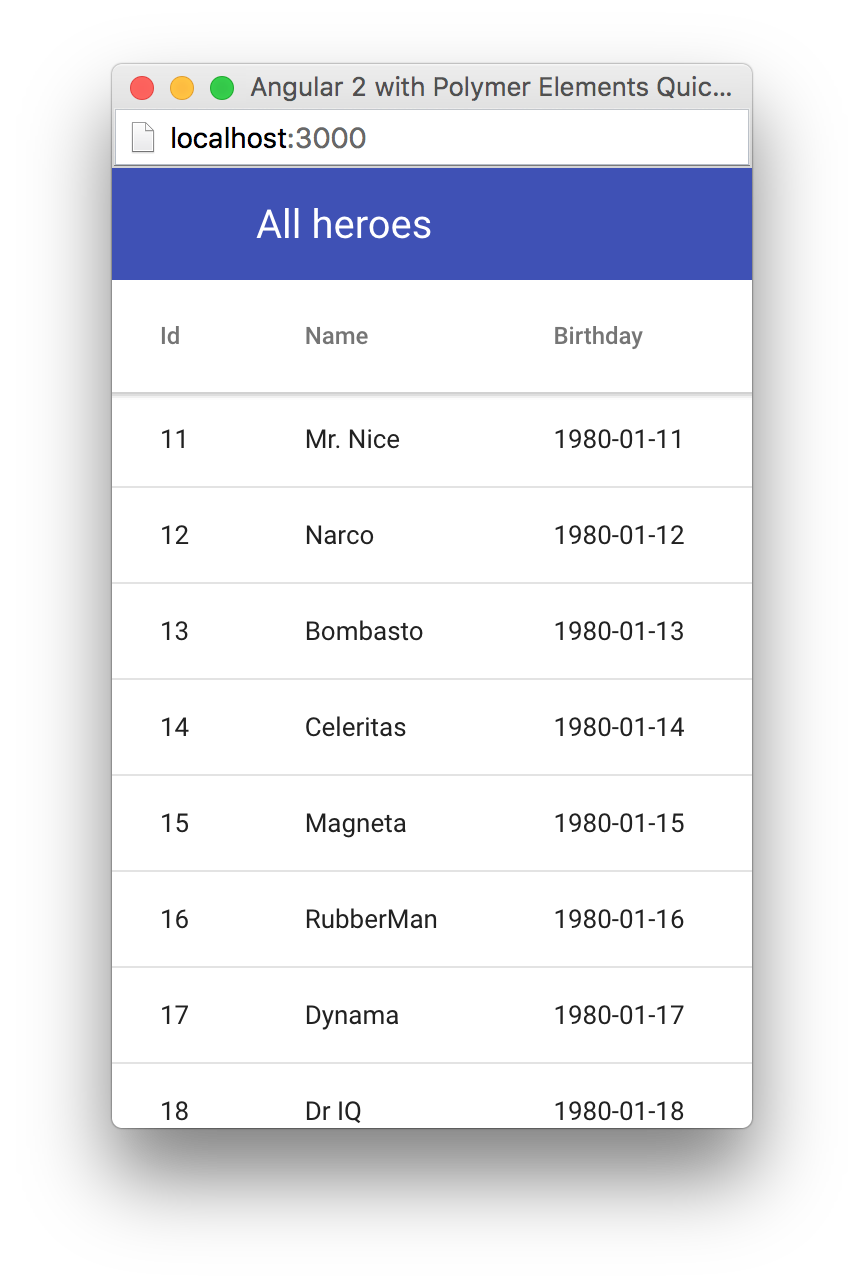 Angular 2 with Polymer Elements Quic...
localhost:3000
All heroes
Id Name Birthday
11 Mr. Nice 1980-01-11
12 Narco 1980-01-12
13 Bombasto 1980-01-13
14 Celeritas 1980-01-14
15 Magneta 1980-01-15
16 RubberMan 1980-01-16
17 Dynama 1980-01-17
18 Dr IQ 1980-01-18